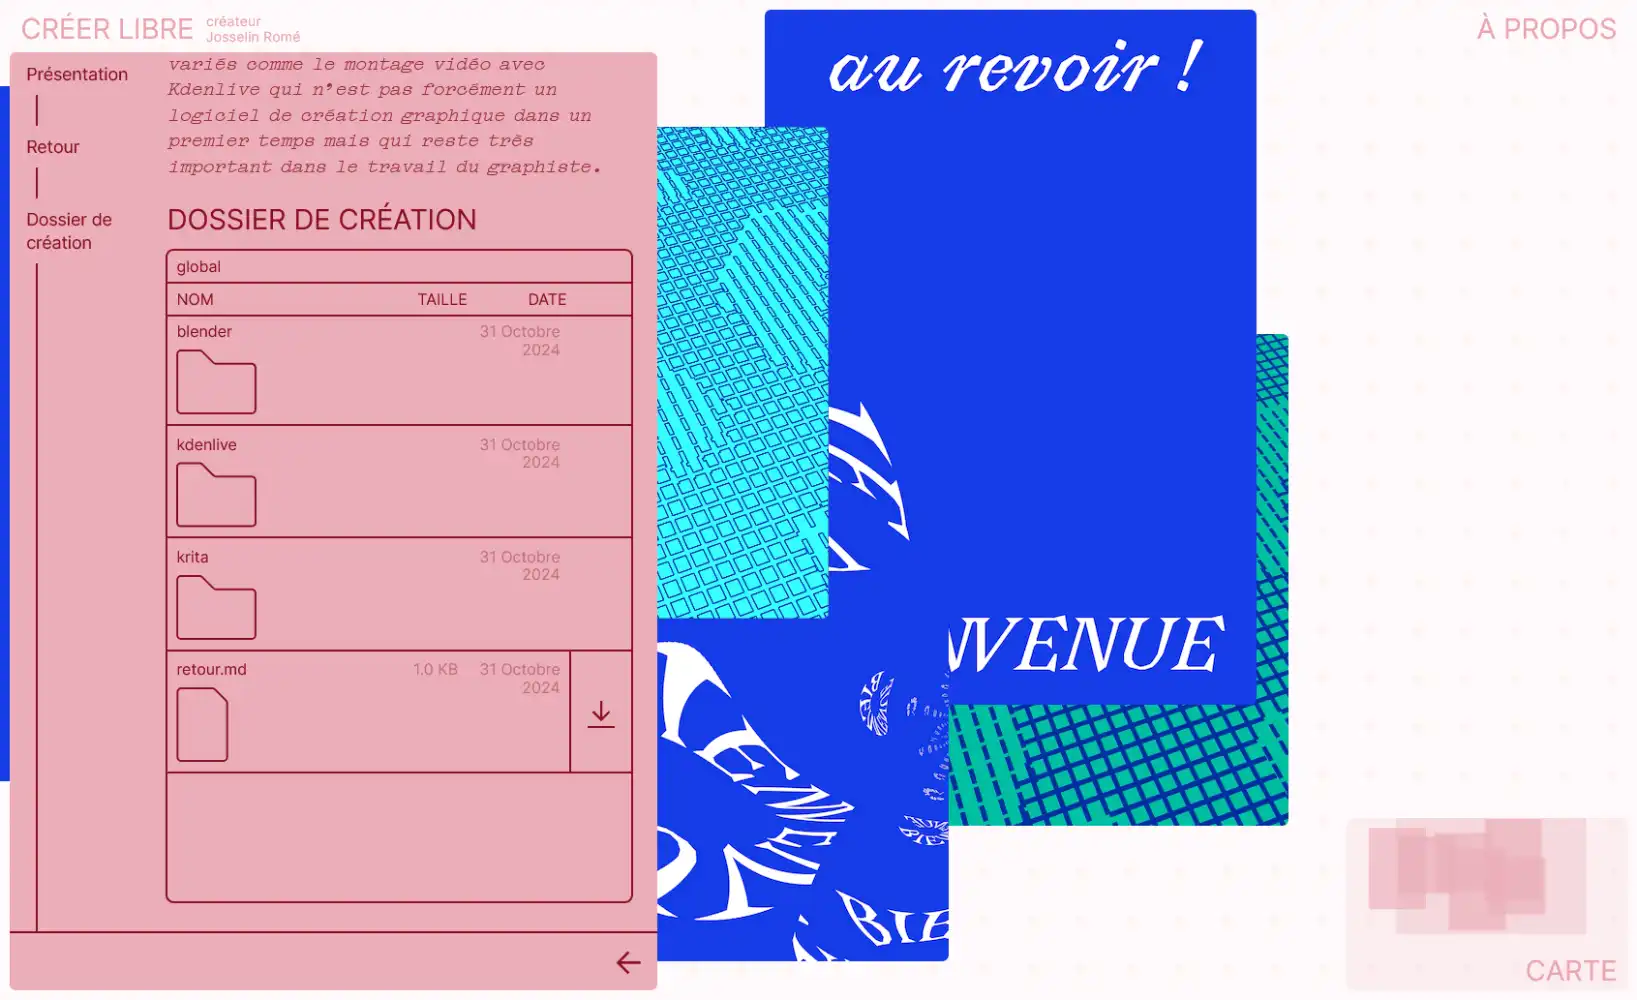 CRÉER LIBRE
créateur
Josselin Romé
À PROPOS
Présentation
Retour
Dossier de
création
variés comme le montage vidéo avec
Kdenlive qui n’est pas forcément un
logiciel de création graphique dans un
premier temps mais qui reste très
important dans le travail du graphiste.
DOSSIER DE CRÉATION
global
NOM TAILLE DATE
blender 31 Octobre
2024
kdenlive 31 Octobre
2024
krita 31 Octobre
2024
retour.md 1.0 KB 31 Octobre
2024
au revoir !
NVENUE
BIE
CARTE